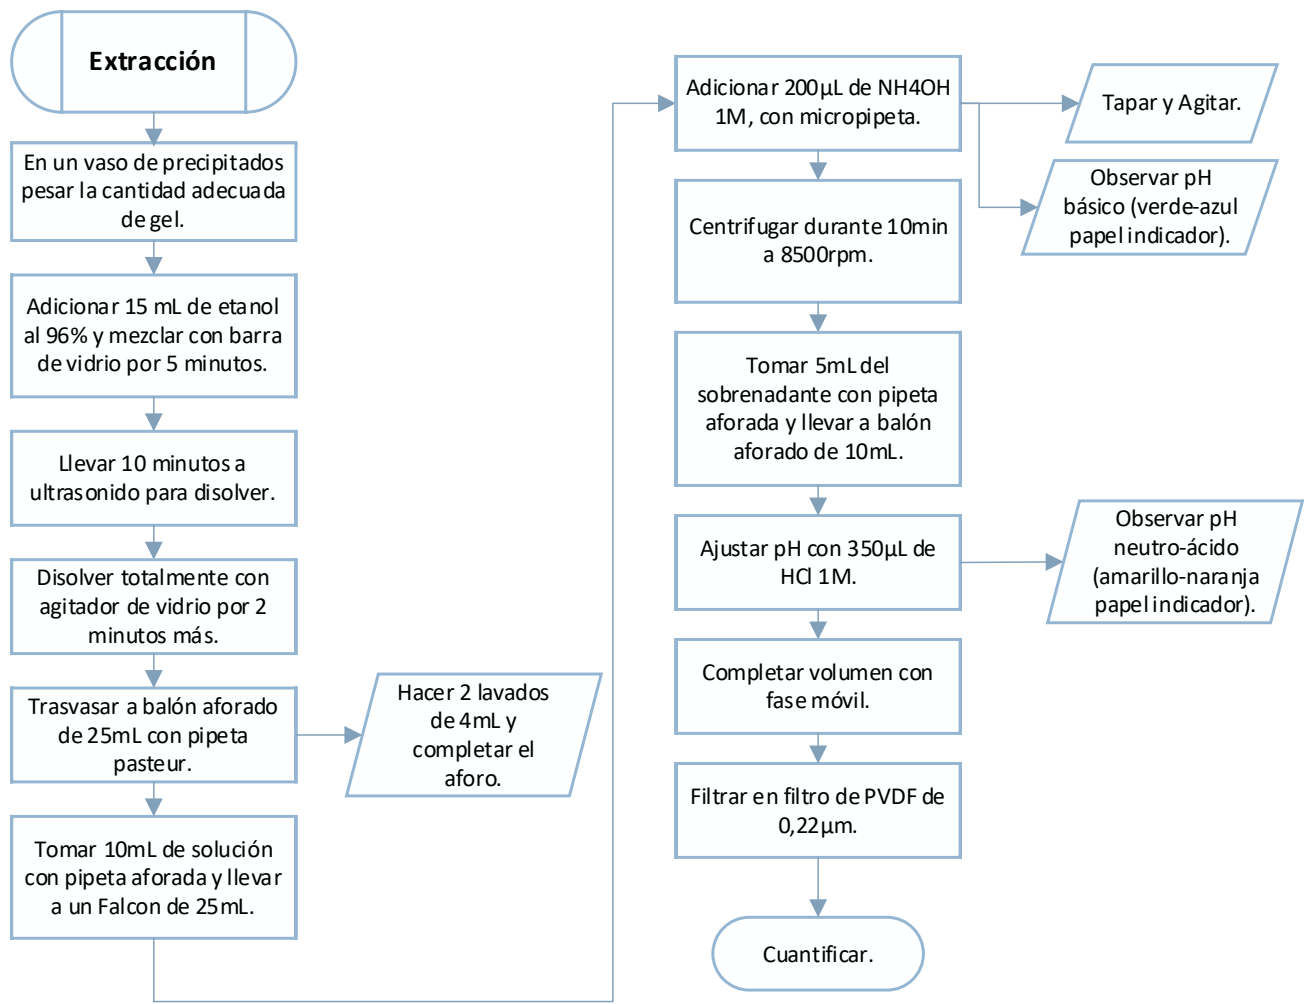 Extracción
En un vaso de precipitados
pesar la cantidad adecuada
de gel.
Adicionar 15 mL de etanol
al 96% y mezclar con barra
de vidrio por 5 minutos.
Llevar 10 minutos a
ultrasonido para disolver.
Disolver totalmente con
agitador de vidrio por 2
minutos más.
Trasvasar a balón aforado
de 25mL con pipeta
pasteur.
Hacer 2 lavados
de 4mL y
completar el
aforo.
Tomar 10mL de solución
con pipeta aforada y llevar
a un Falcon de 25mL.
Adicionar 200µL de NH4OH
1M, con micropipeta.
Tapar y Agitar.
Observar pH
básico (verde-azul
papel indicador).
Centrifugar durante 10min
a 8500rpm.
Tomar 5mL del
sobrenadante con pipeta
aforada y llevar a balón
aforado de 10mL.
Ajustar pH con 350µL de
HCl 1M.
Observar pH
neutro-ácido
(amarillo-naranja
papel indicador).
Completar volumen con
fase móvil.
Filtrar en filtro de PVDF de
0,22µm.
Cuantificar.